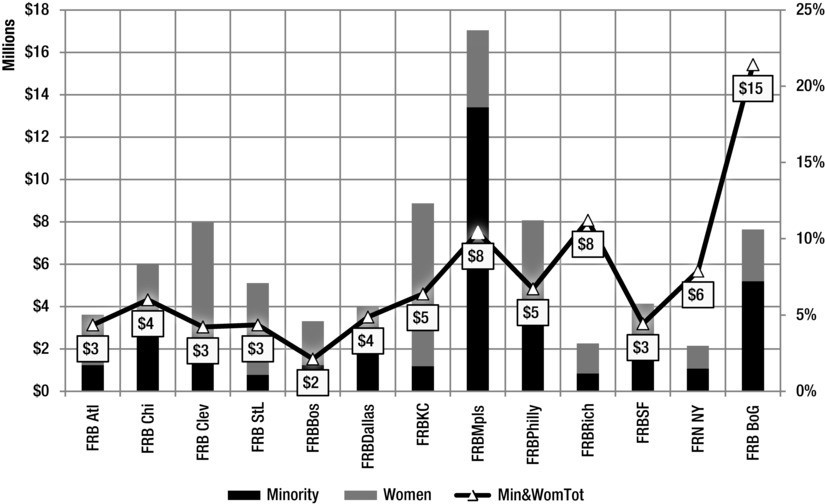 Millions
$18
$16
$14
$12
$10
$8
$6
$4
$2
$0
25%
20%
15%
10%
5%
0%
$3
$4
$3
$3
$2
$4
$5
$8
$5
$8
$3
$6
$15
FRB Atl
FRB Chi
FRB Clev
FRB StL
FRBBos
FRBDallas
FRBKC
FRBMpls
FRBPhilly
FRBRich
FRBSF
FRN NY
FRB BoG
Minority
Women
Min&WomTot